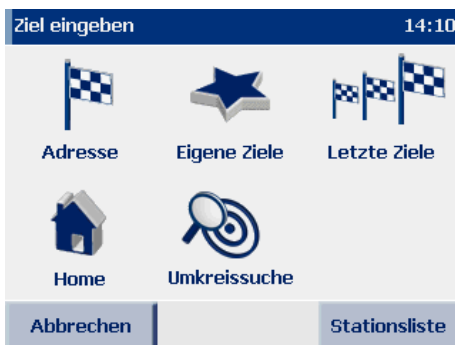 Ziel eingeben 14:10
Adresse Eigene Ziele Letzte Ziele
Home Umkreissuche
Abbrechen Stationsliste